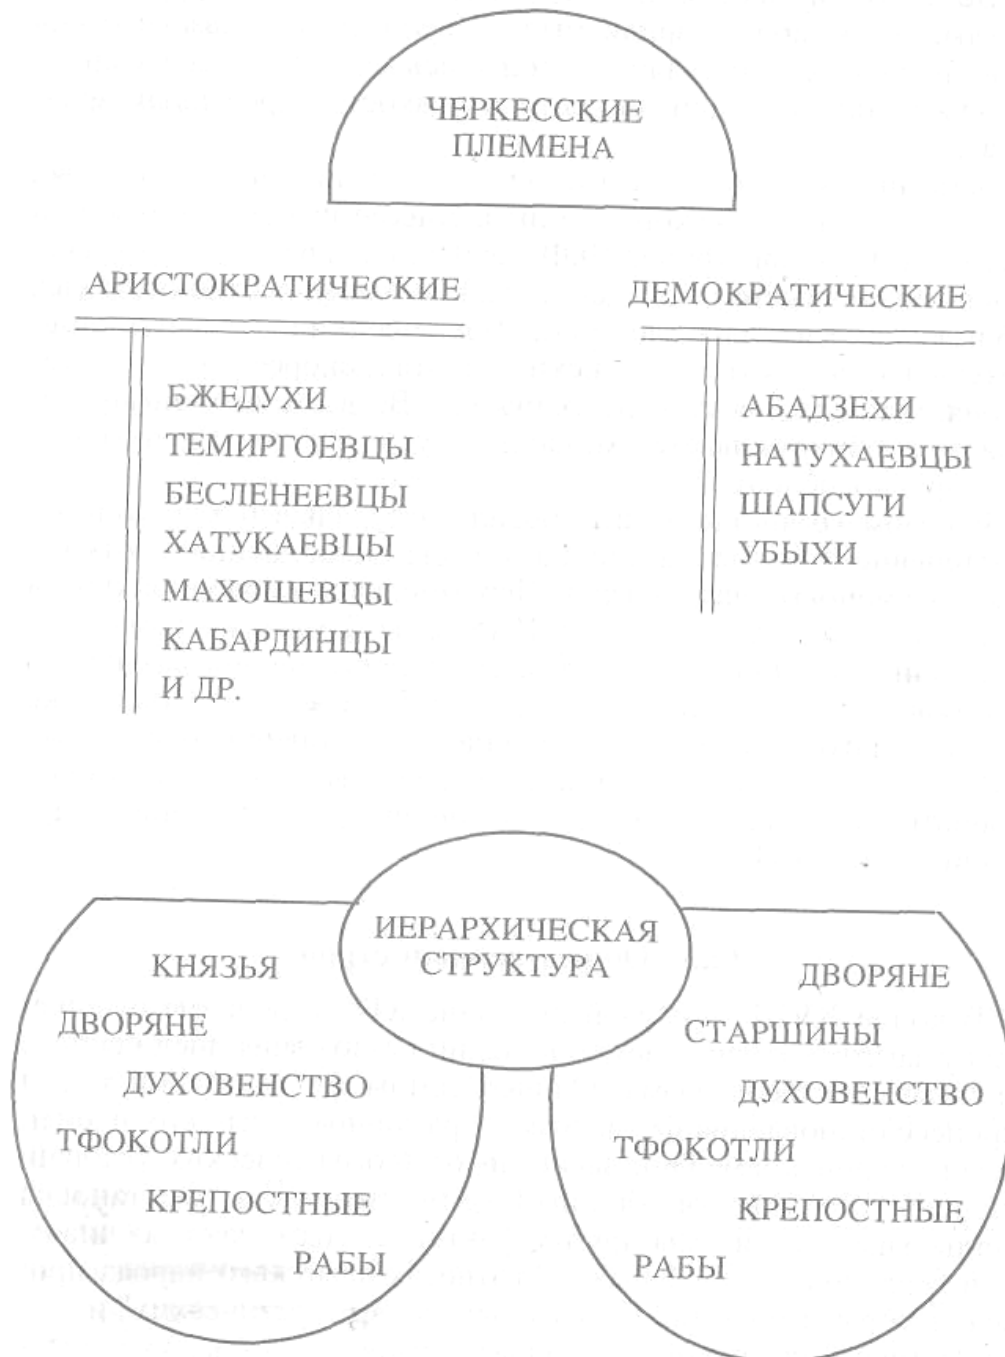 ЧЕРКЕССКИЕ
ПЛЕМЕНА
АРИСТОКРАТИЧЕСКИЕ
БЖЕДУХИ
ТЕМИРГОЕВЦЫ
БЕСЛЕНЕЕВЦЫ
ХАТУКАЕВЦЫ
МАХОШЕВЦЫ
КАБАРДИНЦЫ
И ДР.
ДЕМОКРАТИЧЕСКИЕ
АБАДЗЕХИ
НАТУХАЕВЦЫ
ШАПСУГИ
УБЫХИ
ИЕРАРХИЧЕСКАЯ
СТРУКТУРА
КНЯЗЬЯ
ДВОРЯНЕ
ДУХОВЕНСТВО
ТФОКОТЛИ
КРЕПОСТНЫЕ
РАБЫ
ДВОРЯНЕ
СТАРШИНЫ
ДУХОВЕНСТВО
ТФОКОТЛИ
КРЕПОСТНЫЕ
РАБЫ